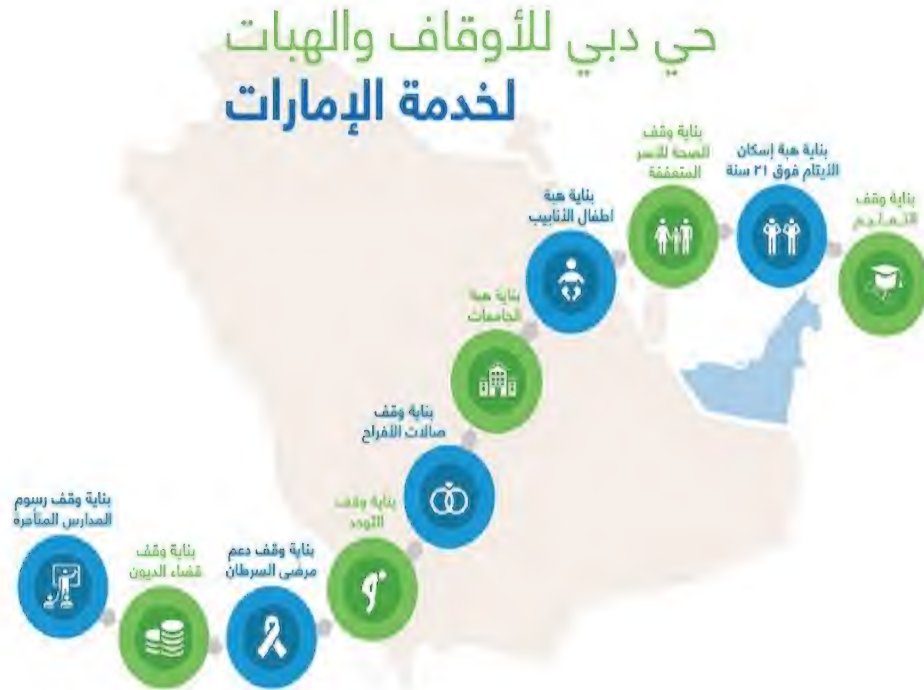 حي دبي للأوقاف والهبات
لخدمة الإمارات
بناية وقف
التعليم
بناية هبة إسكان
الأيتام فوق ٢١ سنة
بناية وقف
الصحة للأسر
المتعففة
بناية هبة
اطفال الأنابيب
بناية هبة
الجامعات
بناية وقف
صالات الأفراح
بناية وقف
التوحد
بناية وقف دعم
مرضى السرطان
بناية وقف
قضاء الديون
بناية وقف رسوم
المدارس المتأخرة